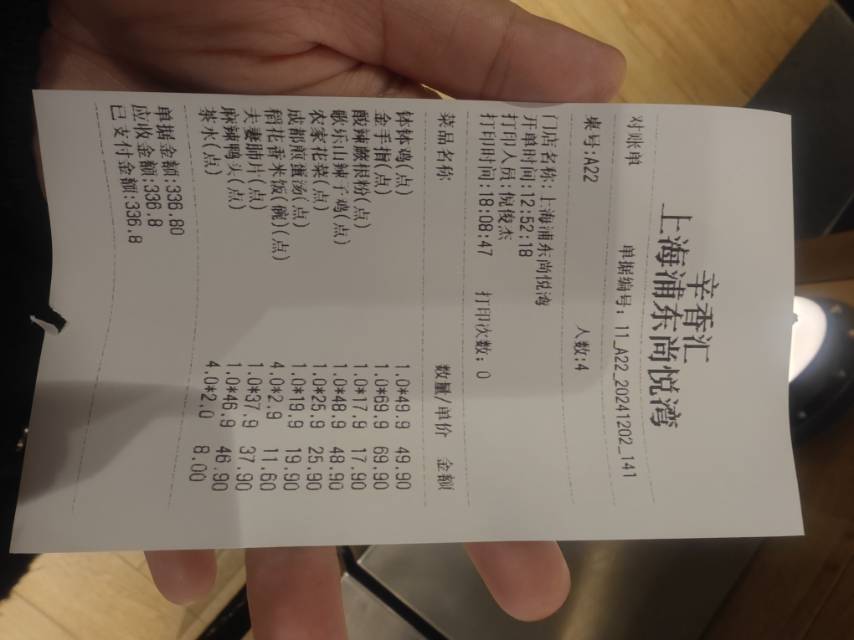 辛香汇
上海浦东尚悦湾
对账单 单据编号: 11_A22_20241202_141
桌号:A22 人数:4
门店名称: 上海浦东尚悦湾
开单时间:12:52:18
打印人员:倪俊杰
打印时间:18:08:47 打印次数: 0
菜品名称 数量/单价 金额
钵钵鸡(点) 1.0*49.9 49.90
金手指(点) 1.0*69.9 69.90
酸辣蕨根粉(点) 1.0*17.9 17.90
歌乐山辣子鸡(点) 1.0*48.9 48.90
农家花菜(点) 1.0*25.9 25.90
成都煎蛋汤(点) 1.0*19.9 19.90
稻花香米饭(碗)(点) 4.0*2.9 11.60
夫妻肺片(点) 1.0*37.9 37.90
麻辣鸭头(点) 1.0*46.9 46.90
茶水(点) 4.0*2.0 8.00
单据金额:336.80
应收金额:336.8
已支付金额:336.8